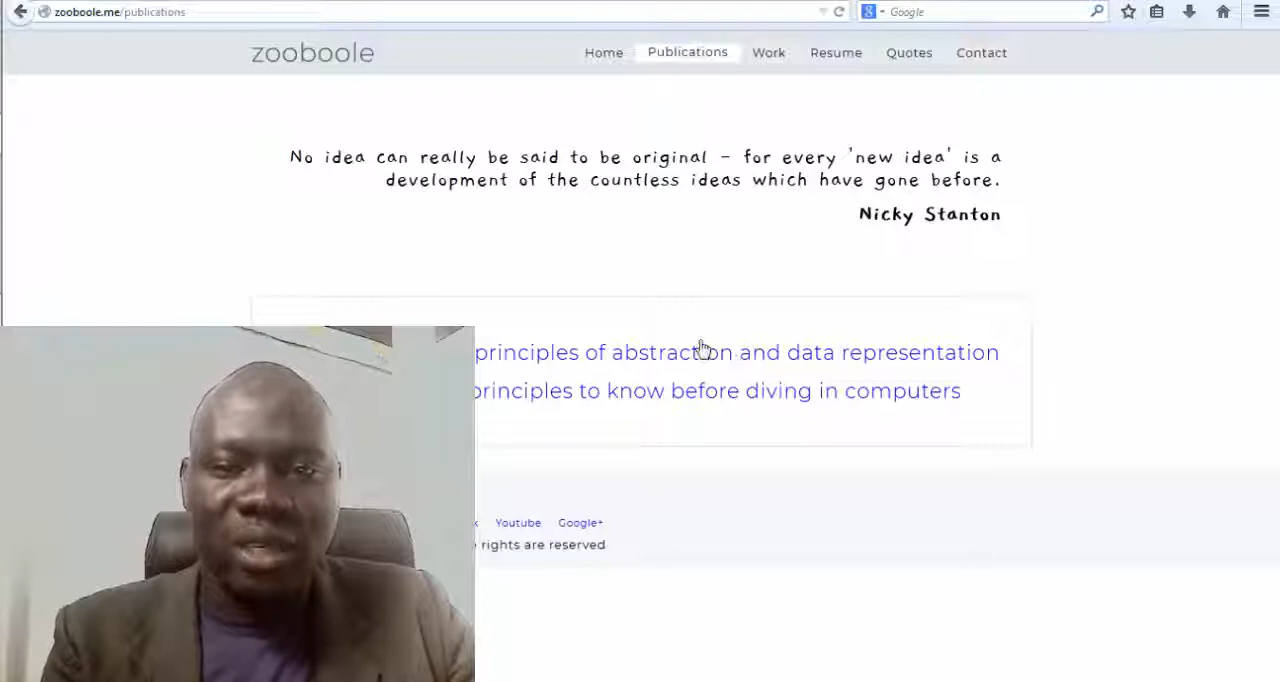 zooboole.me/publications
Google
zooboole
Home Publications Work Resume Quotes Contact
No idea can really be said to be original - for every 'new idea' is a
development of the countless ideas which have gone before.
Nicky Stanton
principles of abstraction and data representation
principles to know before diving in computers
Youtube Google+
rights are reserved